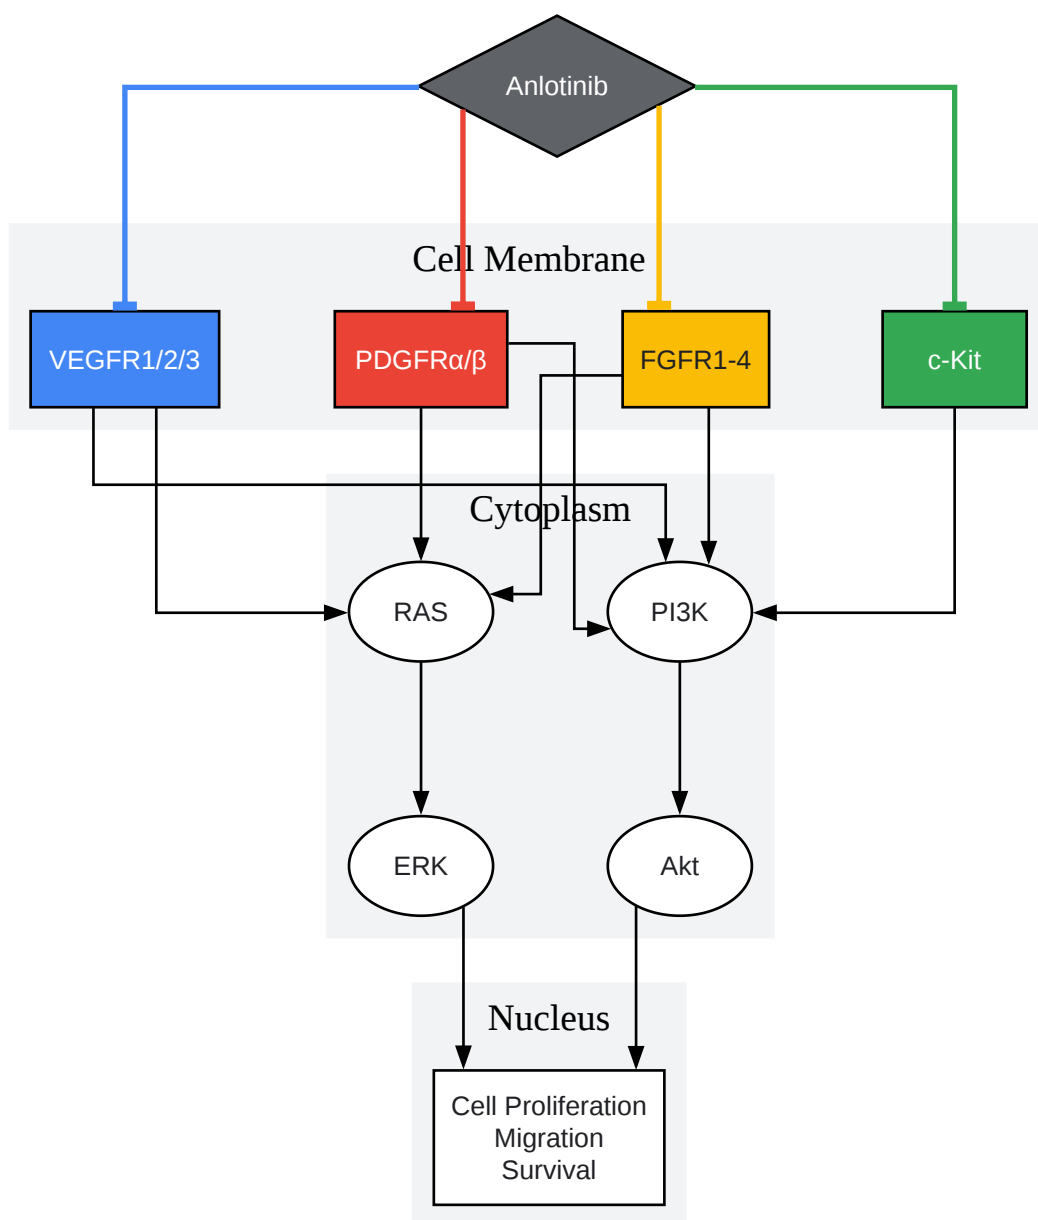 Anlotinib
Cell Membrane
VEGFR1/2/3
PDGFRα/β
FGFR1-4
c-Kit
Cytoplasm
RAS
PI3K
ERK
Akt
Nucleus
Cell Proliferation
Migration
Survival